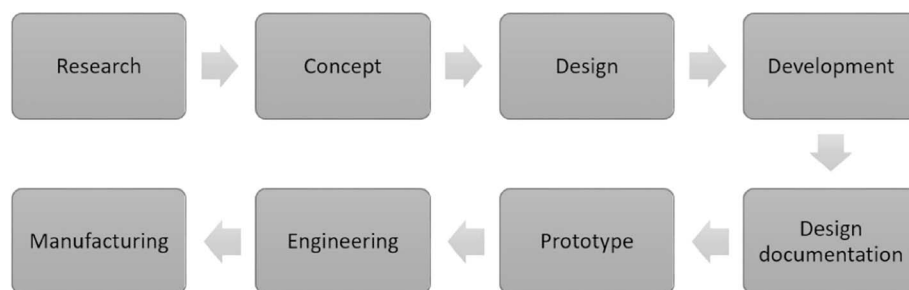 Research
Concept
Design
Development
Manufacturing
Engineering
Prototype
Design
documentation